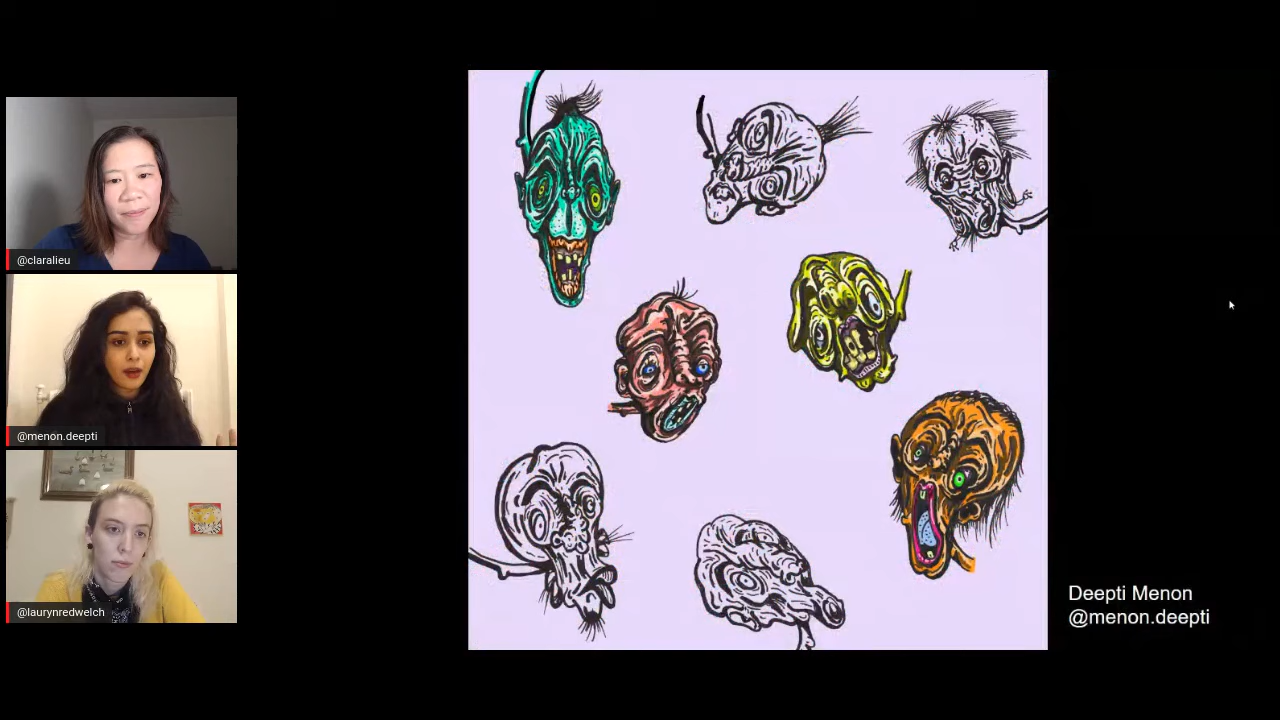 @claralieu
@menon.deepti
@laurynredwelch
Deepti Menon
@menon.deepti